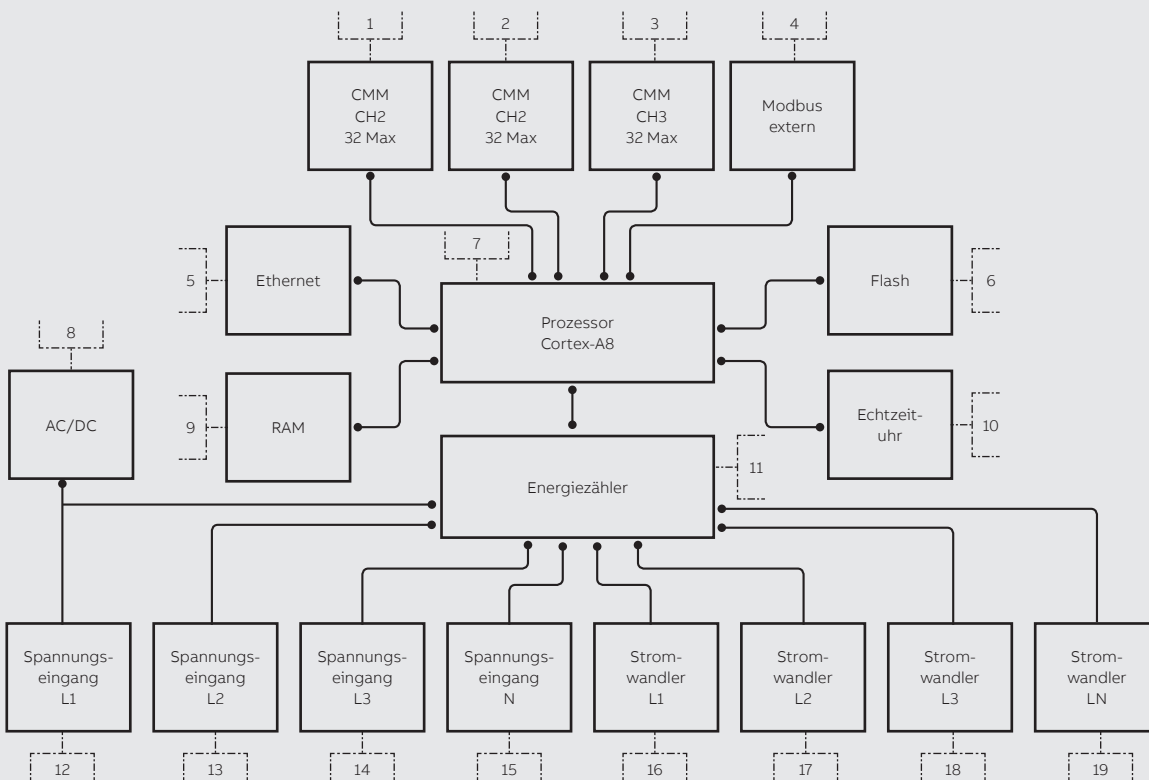 1
2
3
4
CMM
CH2
32 Max
CMM
CH2
32 Max
CMM
CH3
32 Max
Modbus
extern
5
Ethernet
7
Flash
6
8
Prozessor
Cortex-A8
AC/DC
9
RAM
Echtzeit-
uhr
10
11
Energiezähler
Spannungs-
eingang
L1
Spannungs-
eingang
L2
Spannungs-
eingang
L3
Spannungs-
eingang
N
Strom-
wandler
L1
Strom-
wandler
L2
Strom-
wandler
L3
Strom-
wandler
LN
12
13
14
15
16
17
18
19